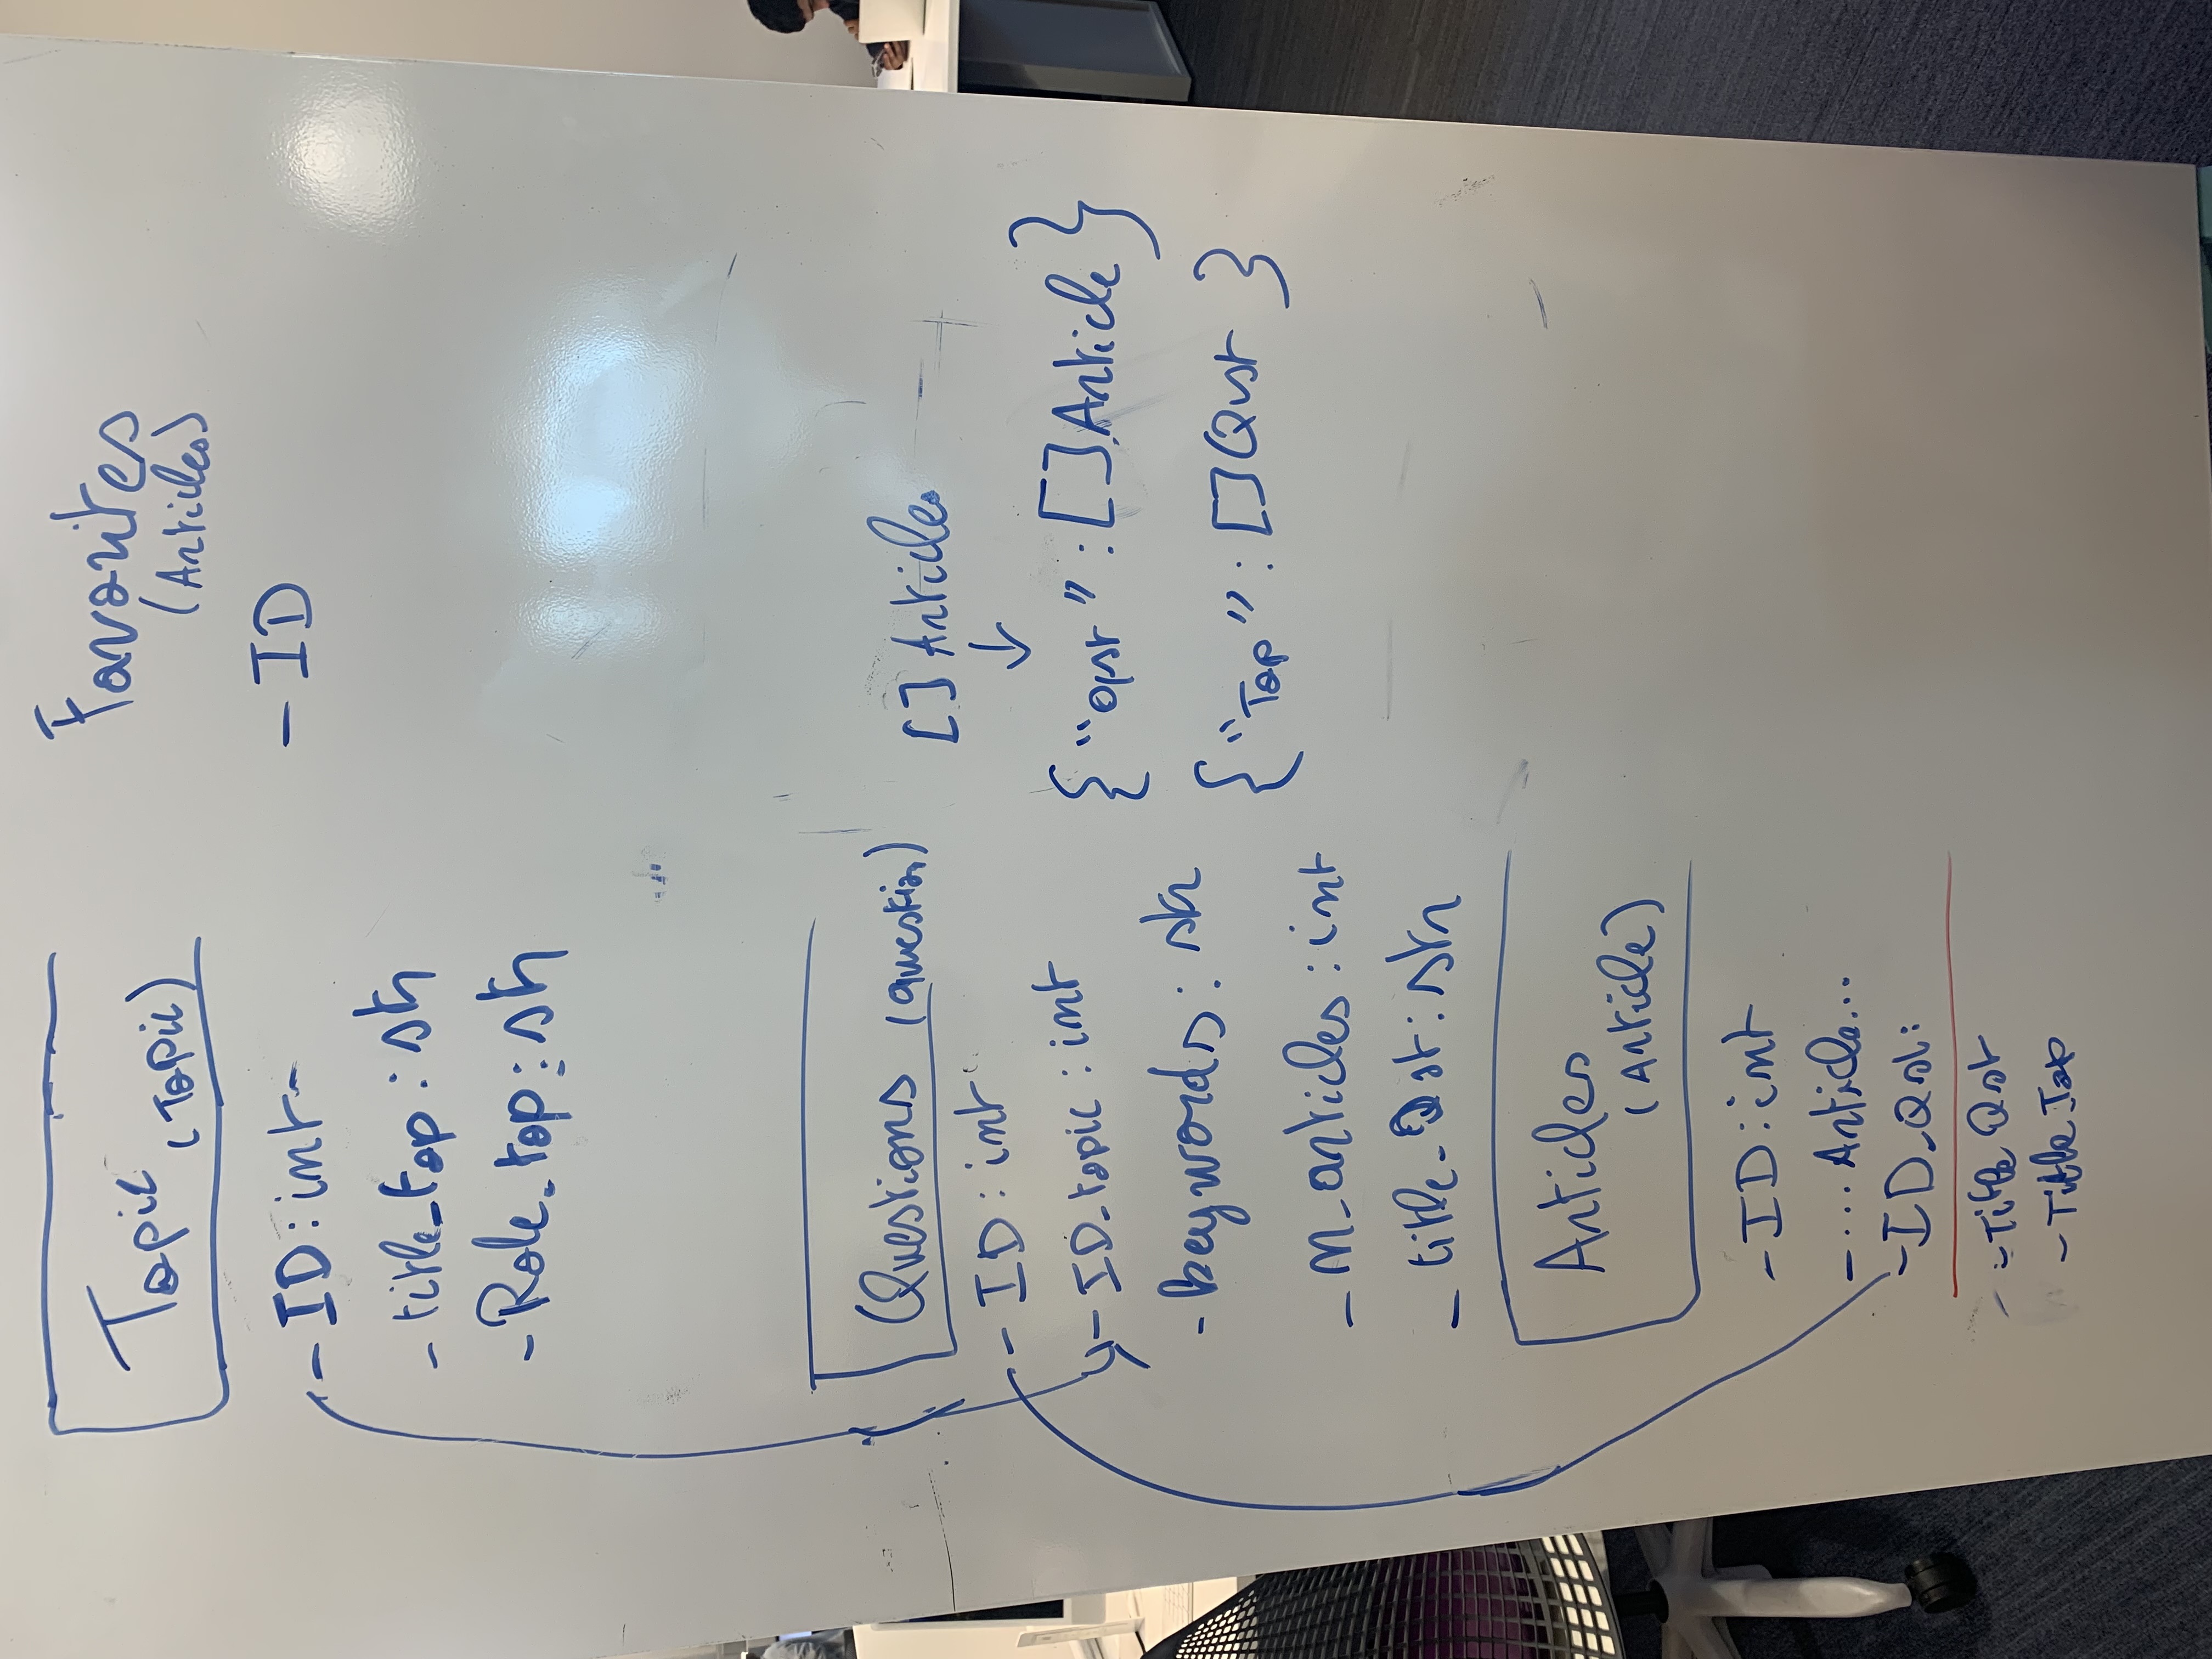 Topic
(Topic)
- ID : int -
- title_top : str
- Role_top : str
Favorites
(Articles)
- ID
Questions (question)
- ID : int
- ID_topic : int
- keywords : str
- n_articles : int
- title_Qst : str
[] Article
↓
{ "Qst" : [] Article }
{ "Top" : [] Qst }
Articles
(Article)
- ID : int
- ... Article...
- ID_Qst:
- Title Qst
- Title Top